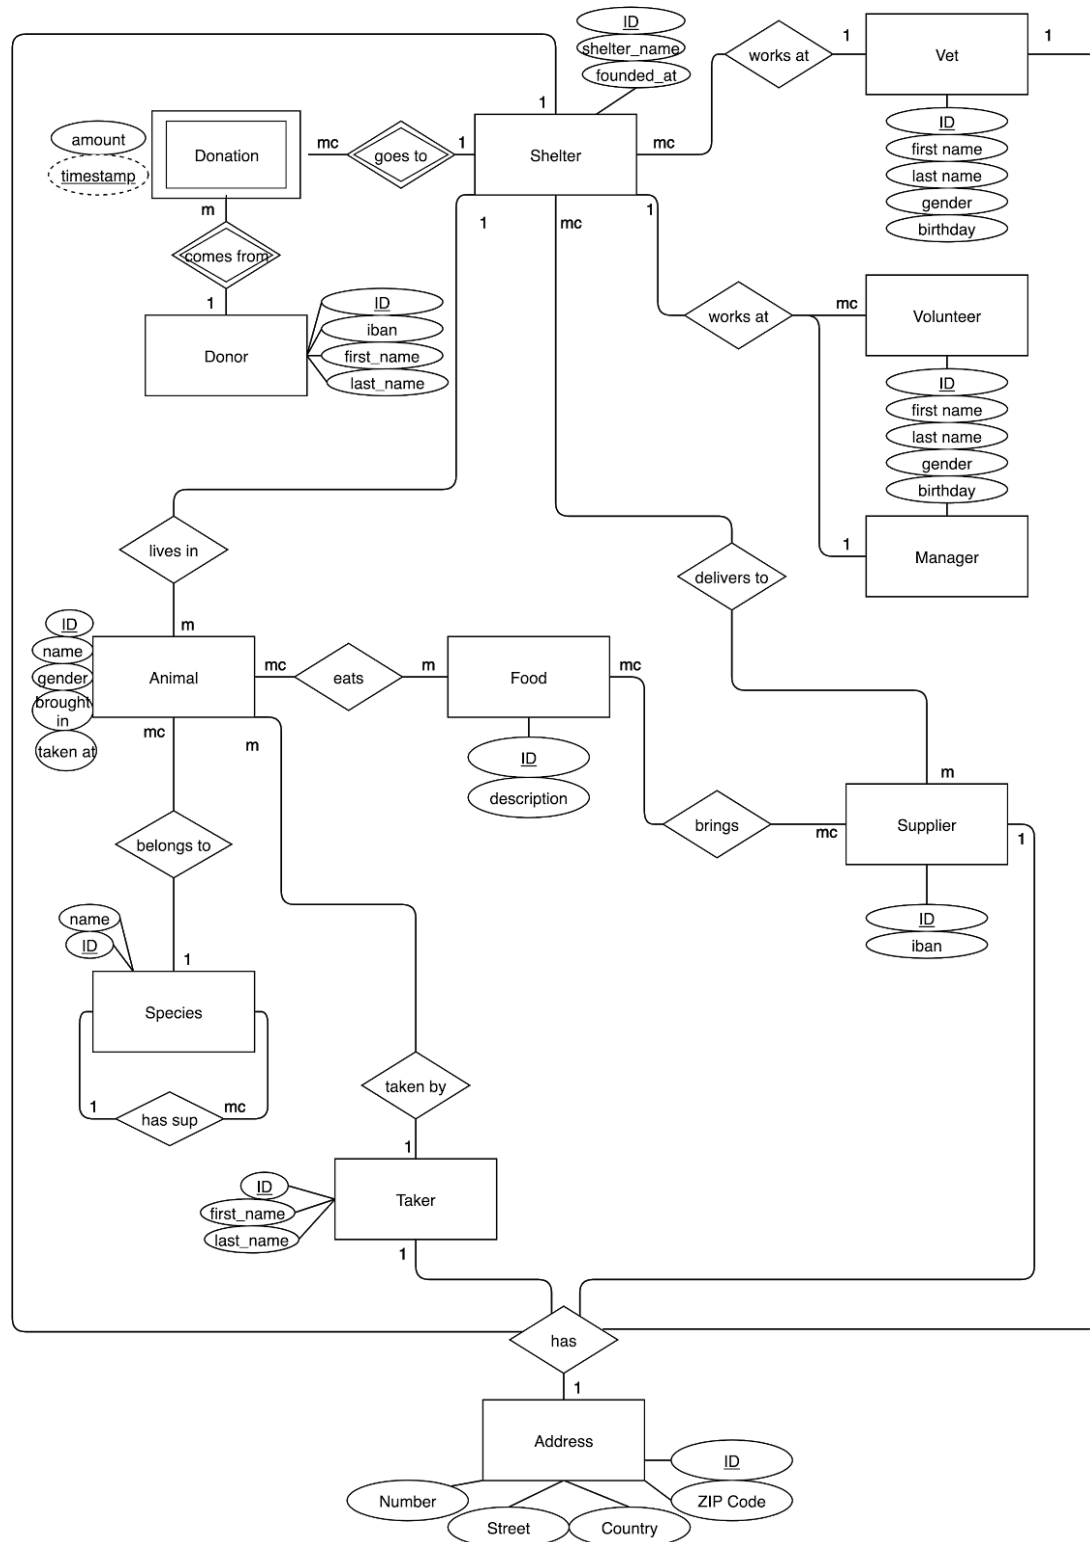 ID
shelter_name
founded_at
works at
1
Vet
1
mc
1
amount
timestamp
Donation
mc
goes to
1
Shelter
ID
first name
last name
gender
birthday
m
comes from
1
1
mc
1
Donor
ID
iban
first_name
last_name
works at
mc
Volunteer
ID
first name
last name
gender
birthday
1
Manager
lives in
delivers to
m
ID
name
gender
brought
in
taken at
Animal
mc
eats
m
Food
mc
mc
m
ID
description
brings
mc
m
Supplier
1
ID
iban
belongs to
name
ID
1
Species
1
has sup
mc
taken by
1
Taker
ID
first_name
last_name
1
has
1
Address
ID
ZIP Code
Number
Street
Country